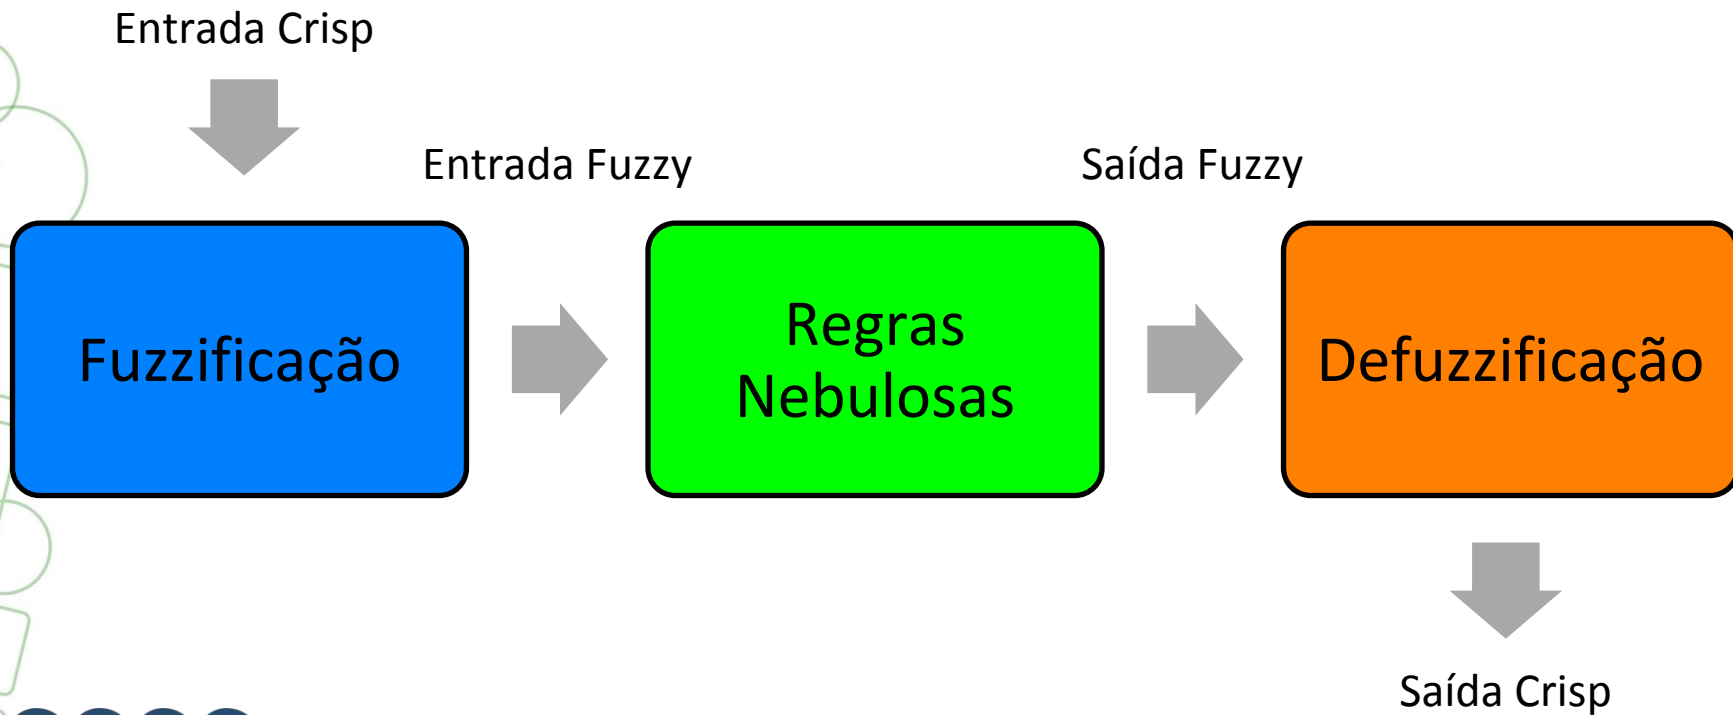 Entrada Crisp
Entrada Fuzzy
Saída Fuzzy
Fuzzificação
Regras
Nebulosas
Defuzzificação
Saída Crisp